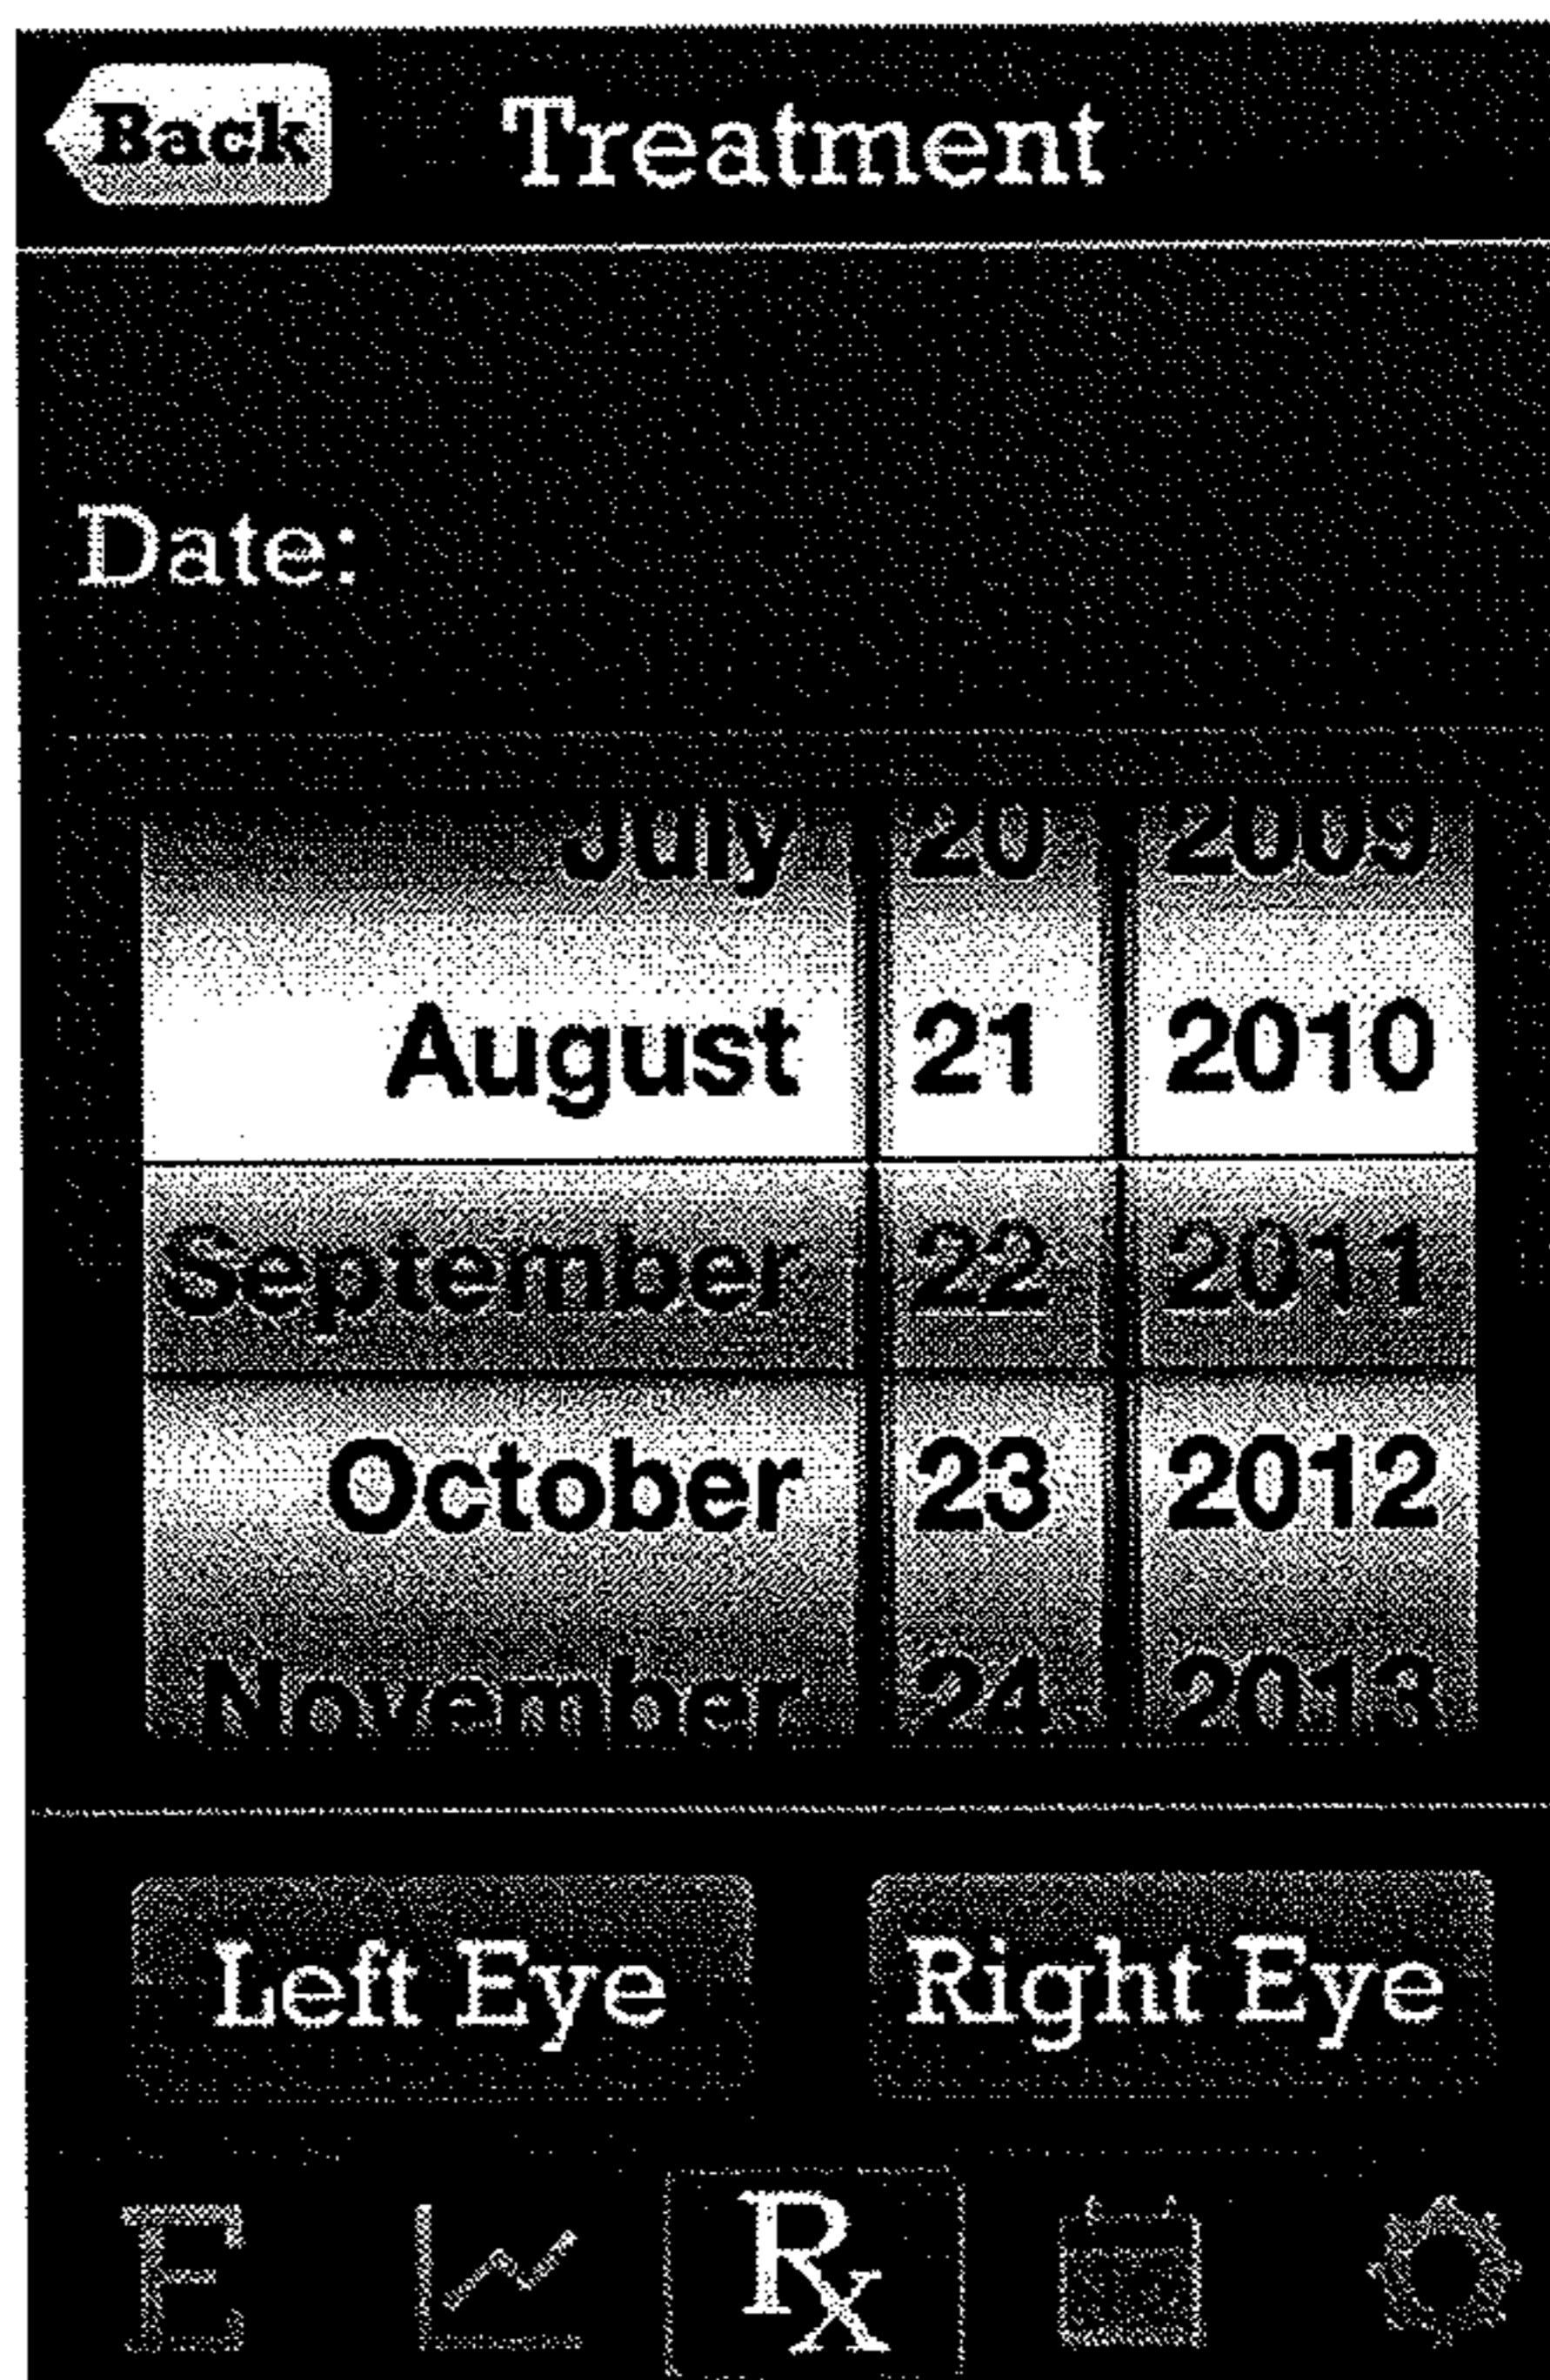 Back Treatment
Date:
July 20 2009
August 21 2010
September 22 2011
October 23 2012
November 24 2013
Left Eye Right Eye
E Rx